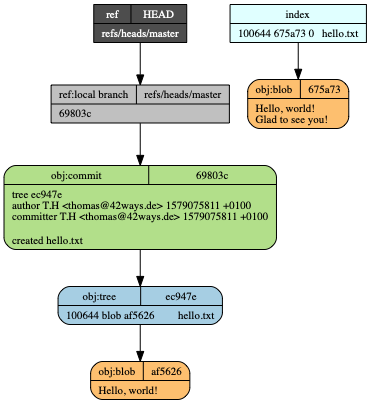 ref HEAD
refs/heads/master
index
100644 675a73 0 hello.txt
obj:blob 675a73
Hello, world!
Glad to see you!
ref:local branch refs/heads/master
69803c
obj:commit 69803c
tree ec947e
author T.H <thomas@42ways.de> 1579075811 +0100
committer T.H <thomas@42ways.de> 1579075811 +0100
created hello.txt
obj:tree ec947e
100644 blob af5626 hello.txt
obj:blob af5626
Hello, world!